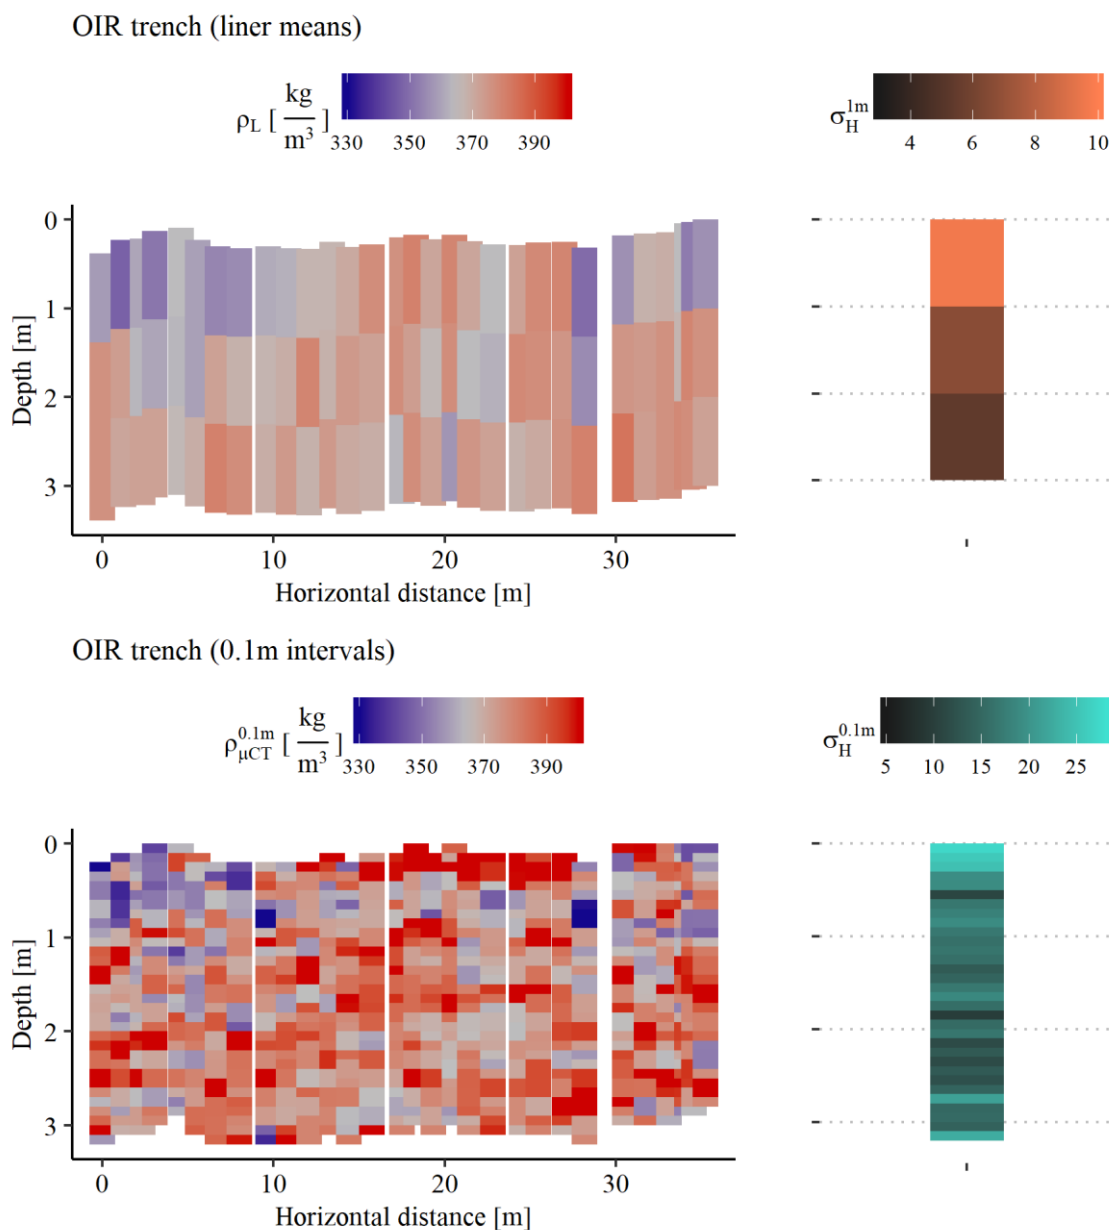 OIR trench (liner means)
ρL [ kg/m3 ]
330 350 370 390
σH1m
4 6 8 10
0
1
2
3
Depth [m]
0 10 20 30
Horizontal distance [m]
OIR trench (0.1m intervals)
ρμCT0.1m [ kg/m3 ]
330 350 370 390
σH0.1m
5 10 15 20 25
0
1
2
3
Depth [m]
0 10 20 30
Horizontal distance [m]